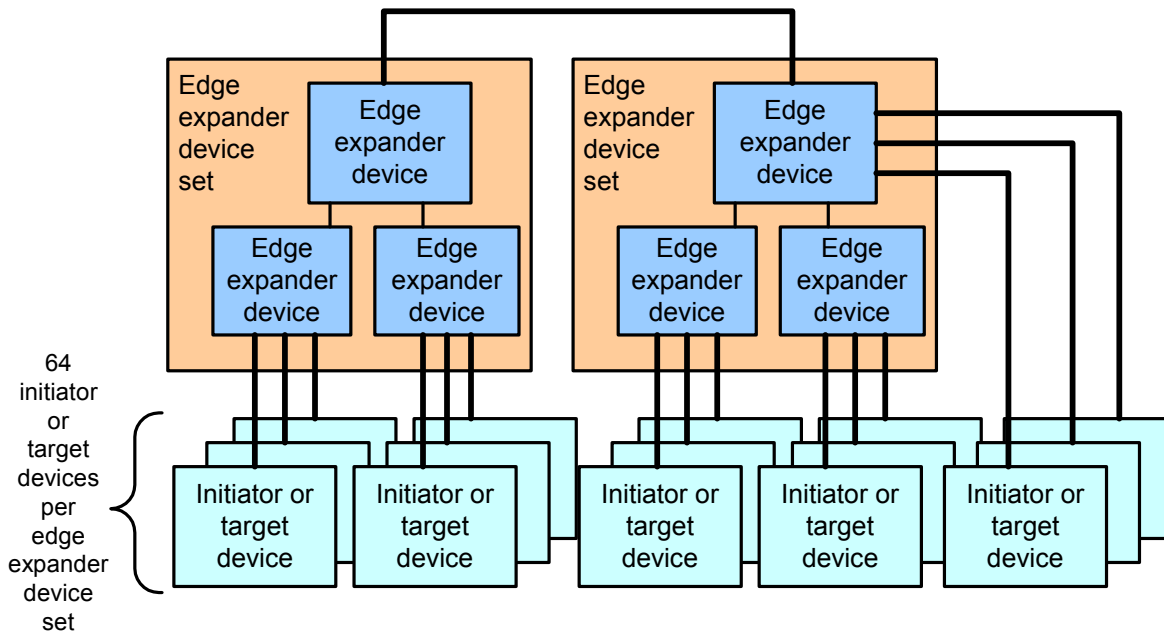 Edge
expander
device
set
Edge
expander
device
Edge
expander
device
Edge
expander
device
Edge
expander
device
set
Edge
expander
device
Edge
expander
device
Edge
expander
device
64
initiator
or
target
devices
per
edge
expander
device
set
Initiator or
target
device
Initiator or
target
device
Initiator or
target
device
Initiator or
target
device
Initiator or
target
device